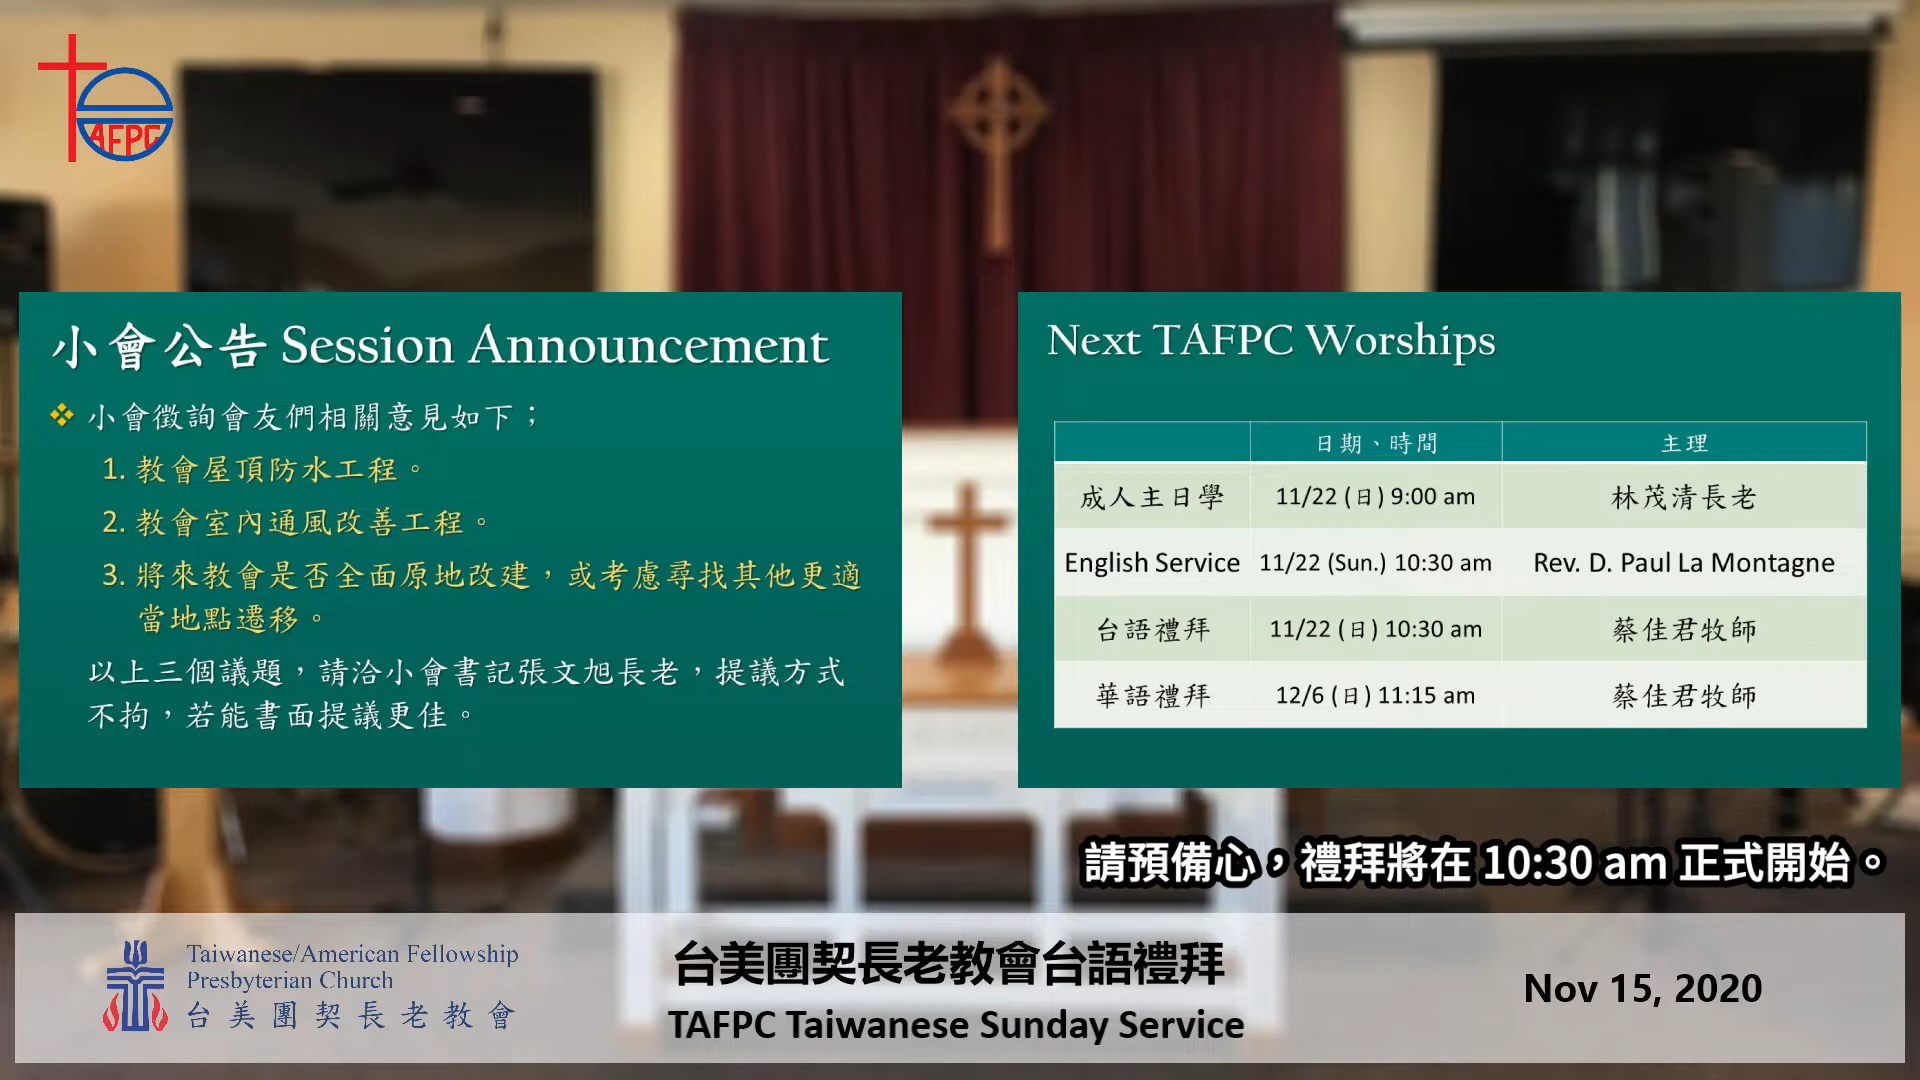 AFPC
小會公告 Session Announcement
❖ 小會徵詢會友們相關意見如下；
1. 教會屋頂防水工程。
2. 教會室內通風改善工程。
3. 將來教會是否全面原地改建，或考慮尋找其他更適
當地點遷移。
以上三個議題，請洽小會書記張文旭長老，提議方式
不拘，若能書面提議更佳。
Next TAFPC Worships
日期、時間 主理
成人主日學 11/22 (日) 9:00 am 林茂清長老
English Service 11/22 (Sun.) 10:30 am Rev. D. Paul La Montagne
台語禮拜 11/22 (日) 10:30 am 蔡佳君牧師
華語禮拜 12/6 (日) 11:15 am 蔡佳君牧師
請預備心，禮拜將在 10:30 am 正式開始。
Taiwanese/American Fellowship
Presbyterian Church
台美團契長老教會
台美團契長老教會台語禮拜
TAFPC Taiwanese Sunday Service
Nov 15, 2020